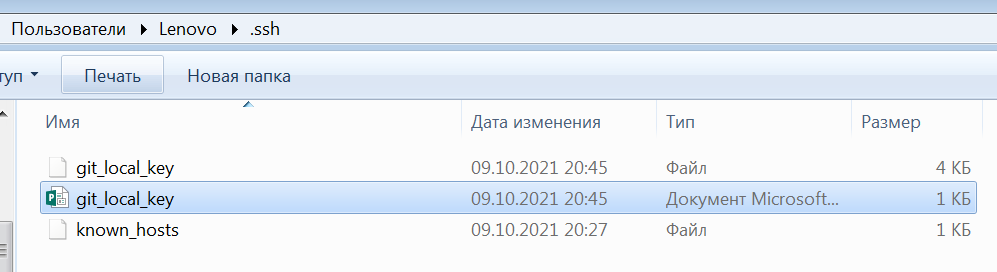 Пользователи Lenovo .ssh
туп Печать Новая папка
Имя Дата изменения Тип Размер
git_local_key 09.10.2021 20:45 Файл 4 КБ
git_local_key 09.10.2021 20:45 Документ Microsoft... 1 КБ
known_hosts 09.10.2021 20:27 Файл 1 КБ